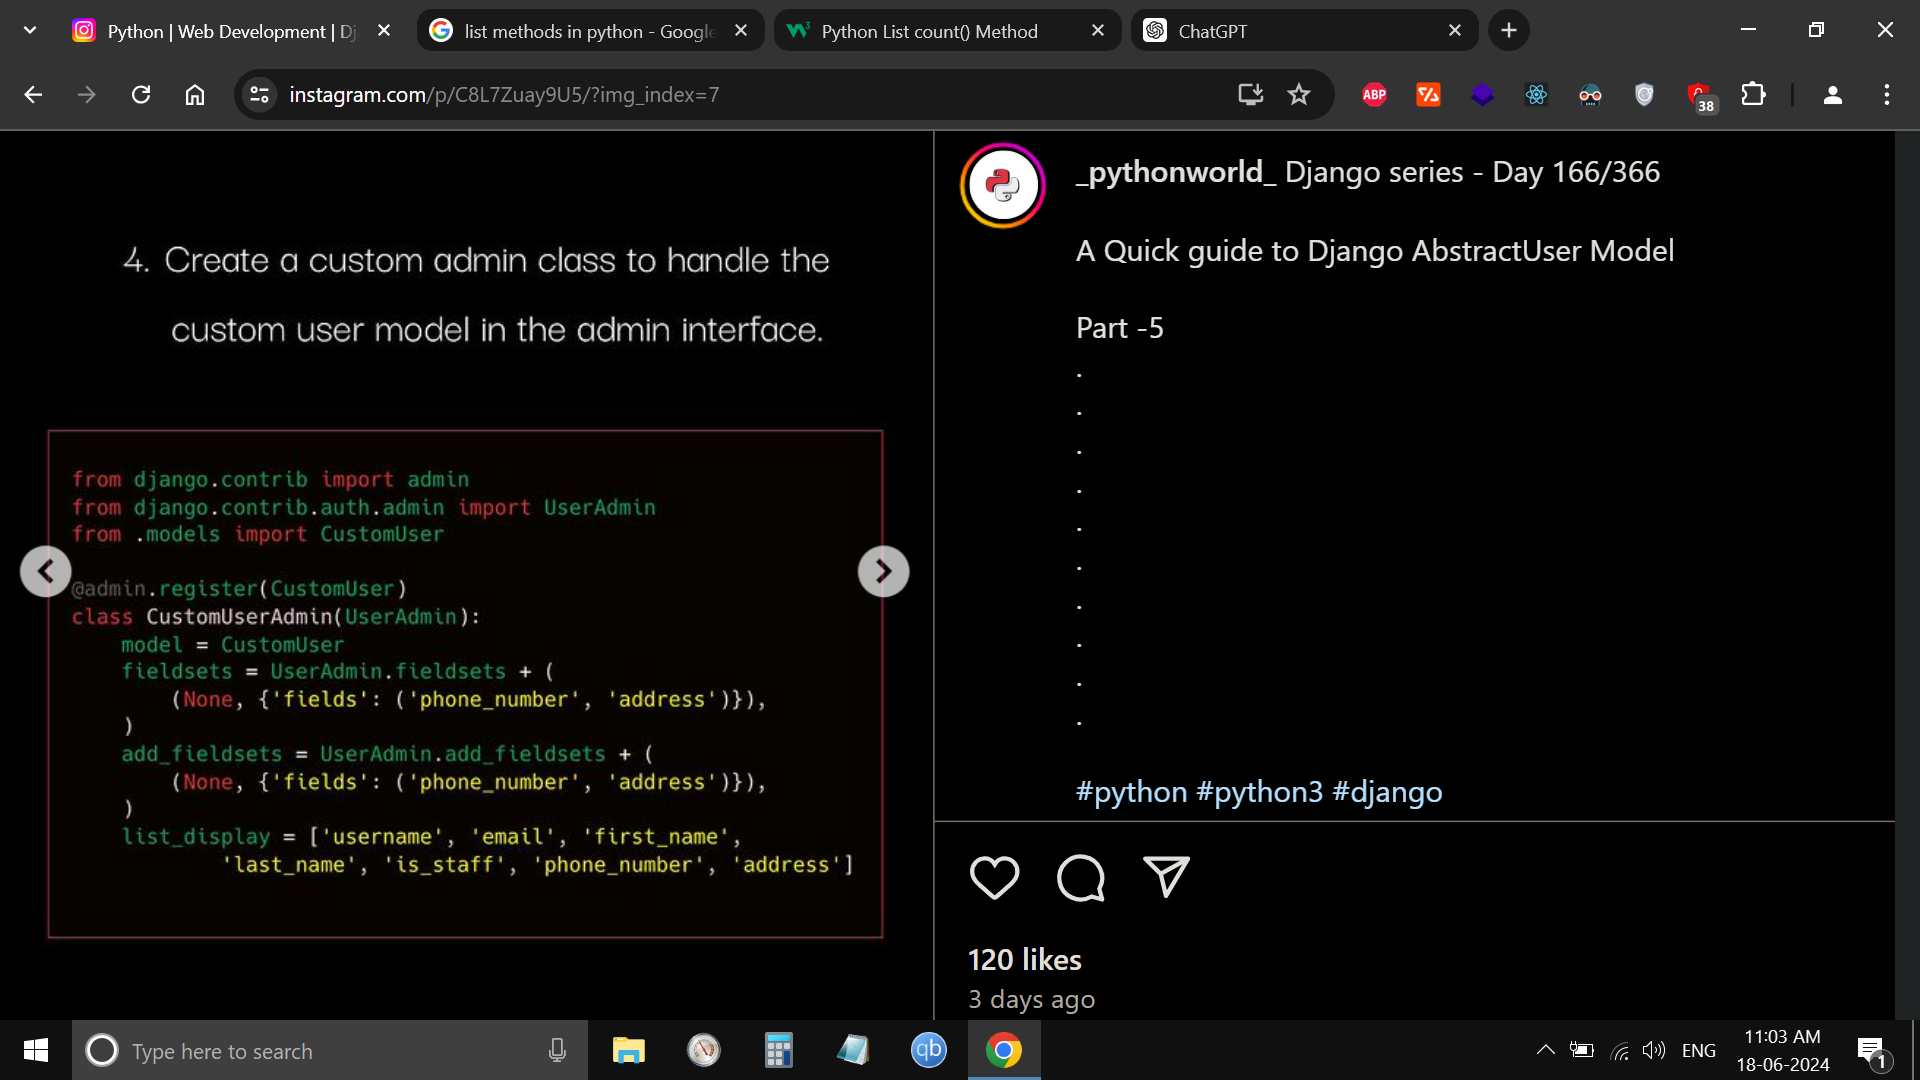 Python | Web Development | Dj
list methods in python - Google
Python List count() Method
ChatGPT
instagram.com/p/C8L7Zuay9U5/?img_index=7
ABP
38
4. Create a custom admin class to handle the
custom user model in the admin interface.
from django.contrib import admin
from django.contrib.auth.admin import UserAdmin
from .models import CustomUser
@admin.register(CustomUser)
class CustomUserAdmin(UserAdmin):
    model = CustomUser
    fieldsets = UserAdmin.fieldsets + (
        (None, {'fields': ('phone_number', 'address')}),
    )
    add_fieldsets = UserAdmin.add_fieldsets + (
        (None, {'fields': ('phone_number', 'address')}),
    )
    list_display = ['username', 'email', 'first_name',
            'last_name', 'is_staff', 'phone_number', 'address']
_pythonworld_ Django series - Day 166/366
A Quick guide to Django AbstractUser Model
Part -5
.
.
.
.
.
.
.
.
.
.
#python #python3 #django
120 likes
3 days ago
Type here to search
qb
ENG
11:03 AM
18-06-2024
1